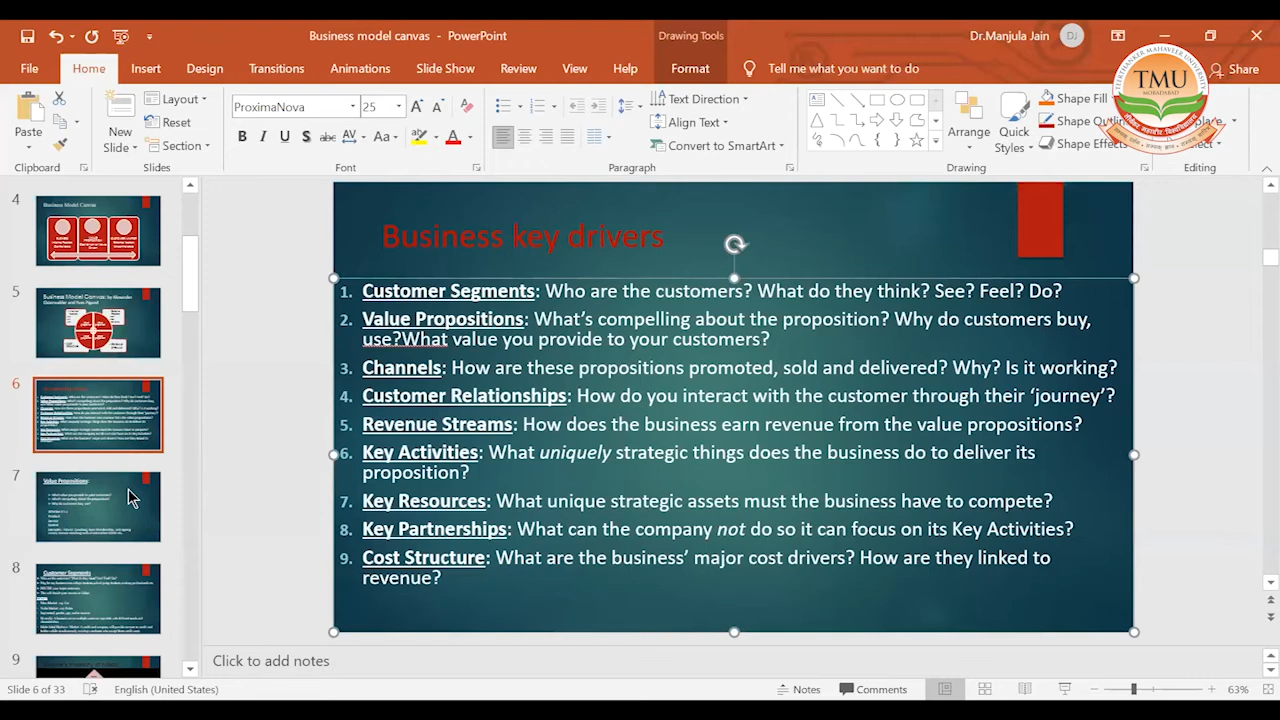 Business model canvas - PowerPoint
Drawing Tools
Dr.Manjula Jain
DJ
File Home Insert Design Transitions Animations Slide Show Review View Help Format Tell me what you want to do Share
TEERTHANKER MAHAVEER UNIVERSITY
TMU
MORADABAD
Paste
New
Slide
Layout
Reset
Section
ProximaNova 25
B I U S abc AV Aa
Text Direction
Align Text
Convert to SmartArt
Arrange
Quick
Styles
Shape Fill
Shape Outli
Shape Effects
Clipboard Slides Font Paragraph Drawing Editing
4
Business Model Canvas
5
6
7
Value Propositions:
8
Customer Segments
9
Business key drivers
1. Customer Segments: Who are the customers? What do they think? See? Feel? Do?
2. Value Propositions: What's compelling about the proposition? Why do customers buy,
use?What value you provide to your customers?
3. Channels: How are these propositions promoted, sold and delivered? Why? Is it working?
4. Customer Relationships: How do you interact with the customer through their 'journey'?
5. Revenue Streams: How does the business earn revenue from the value propositions?
6. Key Activities: What uniquely strategic things does the business do to deliver its
proposition?
7. Key Resources: What unique strategic assets must the business have to compete?
8. Key Partnerships: What can the company not do so it can focus on its Key Activities?
9. Cost Structure: What are the business' major cost drivers? How are they linked to
revenue?
Click to add notes
Slide 6 of 33 English (United States) Notes Comments 63%